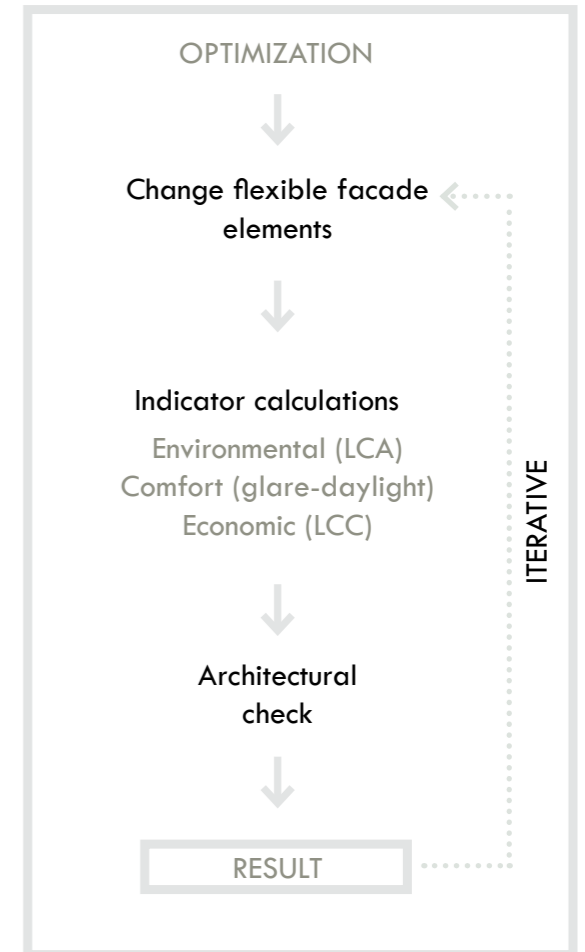 OPTIMIZATION
Change flexible facade
elements
Indicator calculations
Environmental (LCA)
Comfort (glare-daylight)
Economic (LCC)
ITERATIVE
Architectural
check
RESULT